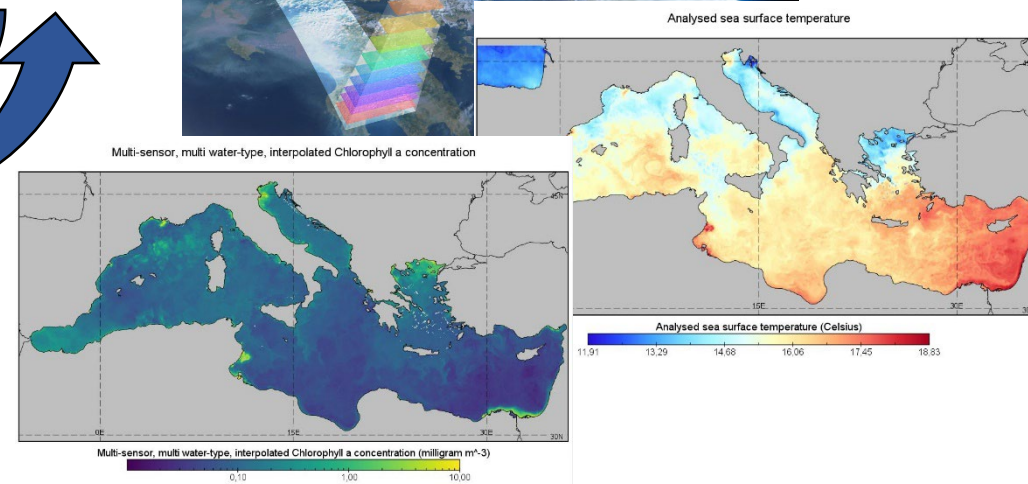 Analysed sea surface temperature
15E
30E
Analysed sea surface temperature (Celsius)
11,91 13,29 14,68 16,06 17,45 18,83
Multi-sensor, multi water-type, interpolated Chlorophyll a concentration
45N
0E 15E 30E
30N
Multi-sensor, multi water-type, interpolated Chlorophyll a concentration (milligram m^-3)
0,10 1,00 10,00